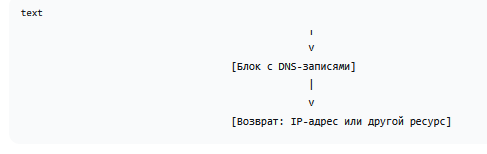 text
v
[Блок с DNS-записями]
|
v
[Возврат: IP-адрес или другой ресурс]